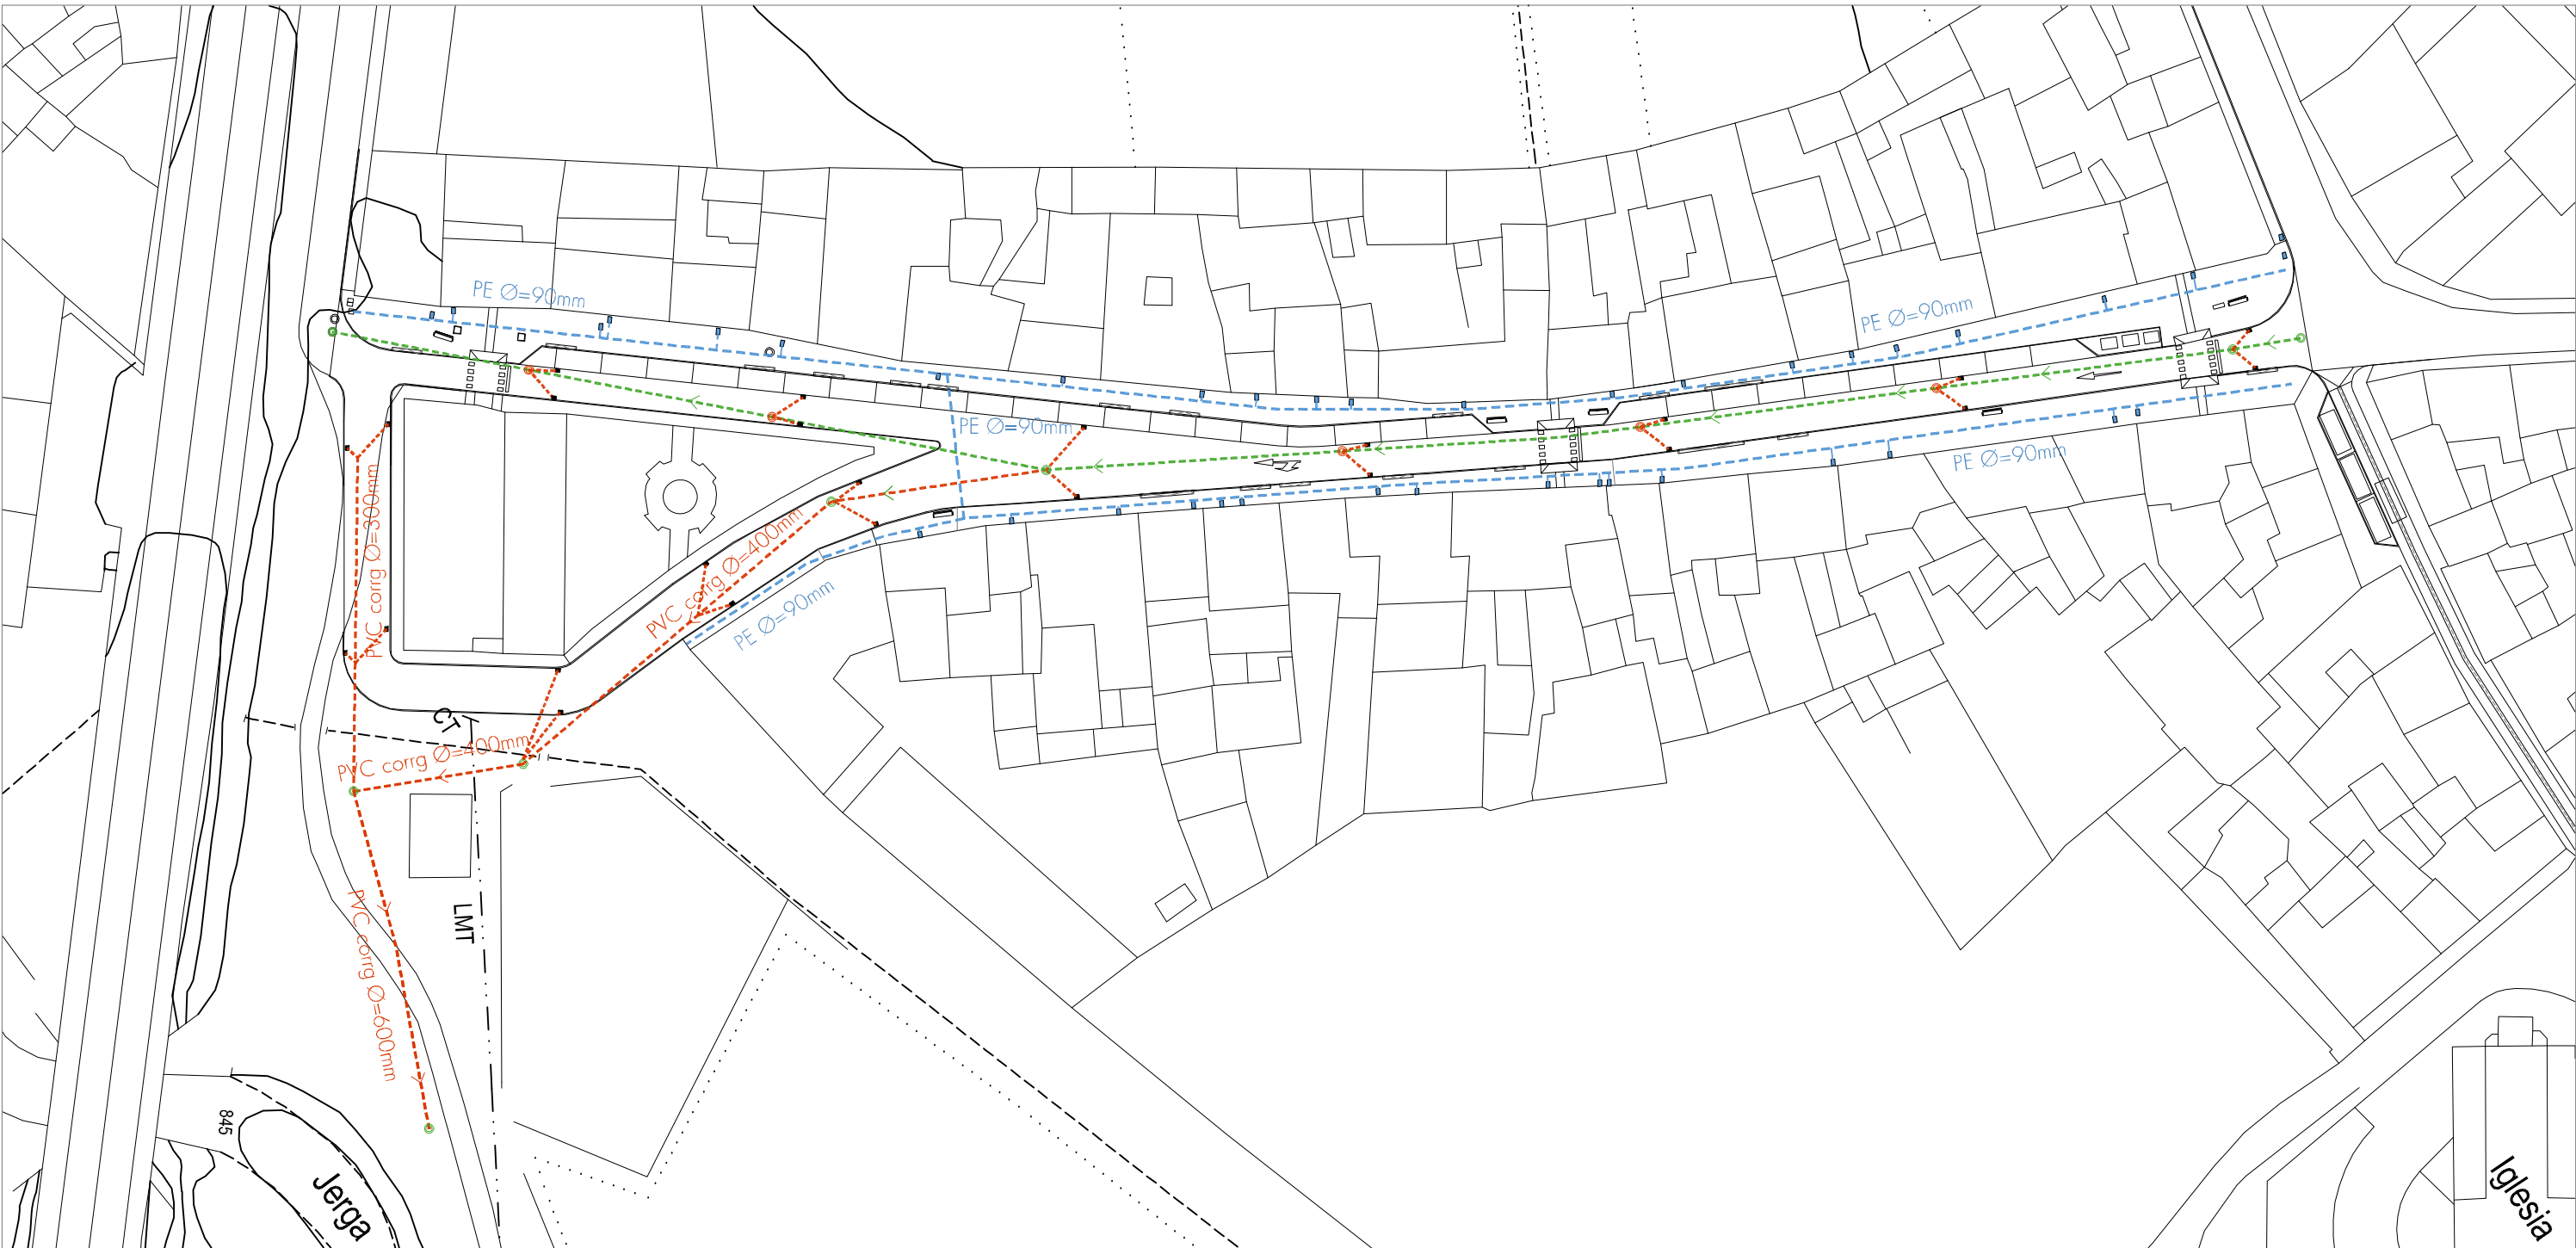 PE Ø=90mm
PE Ø=90mm
PE Ø=90mm
PE Ø=90mm
PVC corrg Ø=300mm
PVC corrg Ø=400mm
PE Ø=90mm
CT
PVC corrg Ø=400mm
LMT
PVC corrg Ø=600mm
845
Jerga
Iglesia